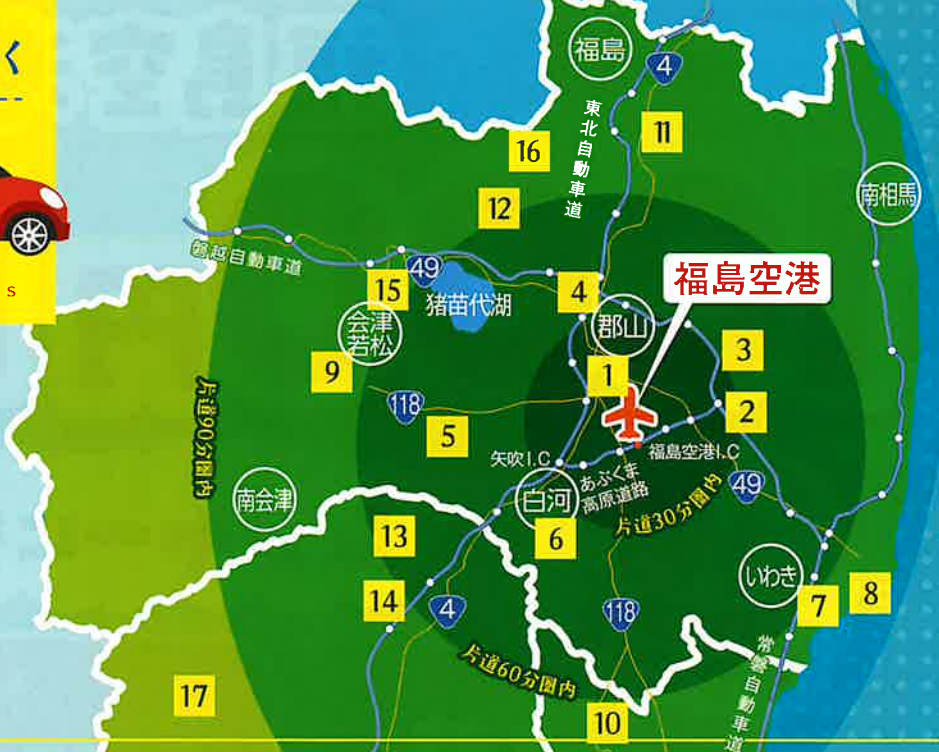 く
s
福島
4
東北自動車道
11
16
12
南相馬
磐越自動車道
49
15
猪苗代湖
4
福島空港
会津
若松
郡山
3
9
1
118
2
5
片道90分圏内
矢吹I.C
福島空港I.C
あぶくま
高原道路
49
南会津
白河
片道30分圏内
13
6
いわき
14
4
118
7
8
片道60分圏内
常磐自動車道
17
10